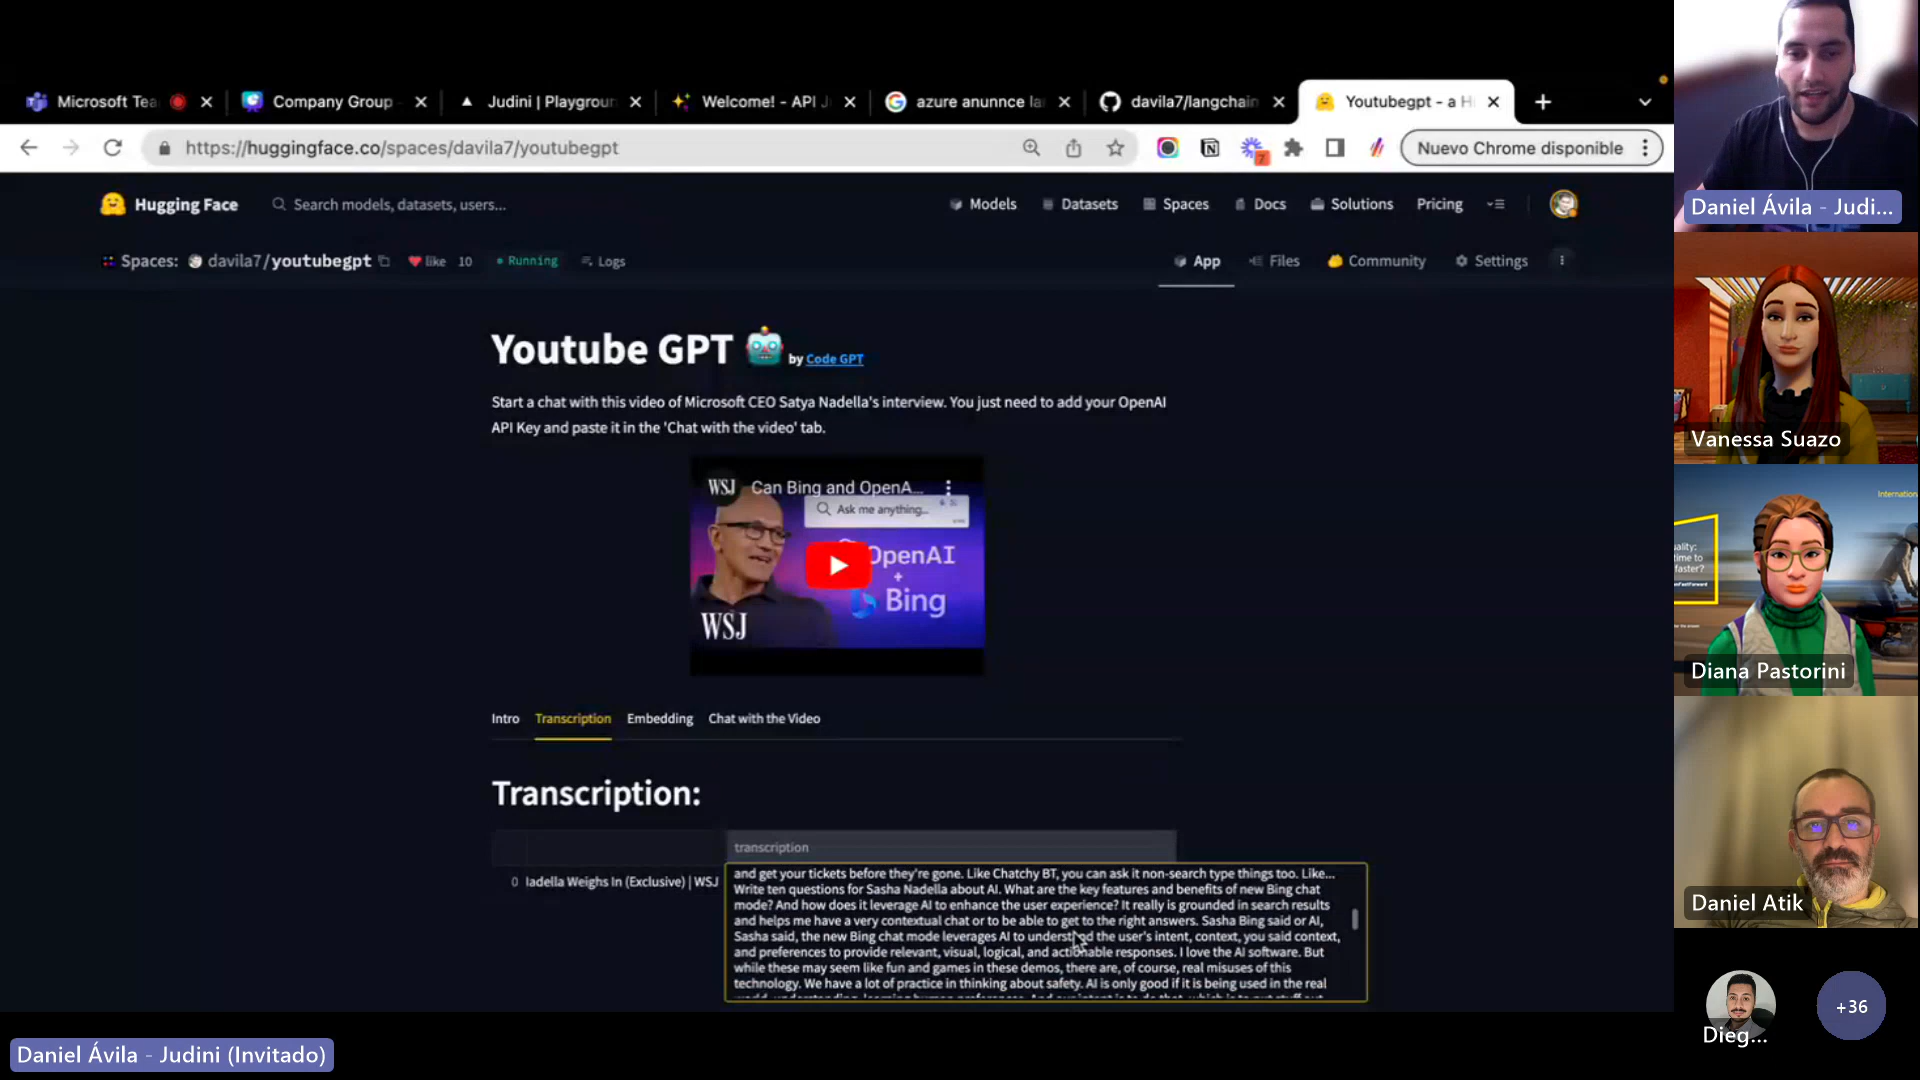 Microsoft Tea
Company Group
Judini | Playgroun
Welcome! - API J
azure anunnce la
davila7/langchain
Youtubegpt - a H
https://huggingface.co/spaces/davila7/youtubegpt
7
Nuevo Chrome disponible
Hugging Face
Search models, datasets, users...
Models
Datasets
Spaces
Docs
Solutions
Pricing
Spaces:
davila7/youtubegpt
like
10
Running
Logs
App
Files
Community
Settings
Youtube GPT
by Code GPT
Start a chat with this video of Microsoft CEO Satya Nadella's interview. You just need to add your OpenAI
API Key and paste it in the 'Chat with the video' tab.
WSJ
Can Bing and OpenA...
Ask me anything...
OpenAI
+
Bing
WSJ
Intro
Transcription
Embedding
Chat with the Video
Transcription:
transcription
0
ladella Weighs In (Exclusive) | WSJ
and get your tickets before they're gone. Like Chatchy BT, you can ask it non-search type things too. Like...
Write ten questions for Sasha Nadella about AI. What are the key features and benefits of new Bing chat
mode? And how does it leverage AI to enhance the user experience? It really is grounded in search results
and helps me have a very contextual chat or to be able to get to the right answers. Sasha Bing said or AI,
Sasha said, the new Bing chat mode leverages AI to understand the user's intent, context, you said context,
and preferences to provide relevant, visual, logical, and actionable responses. I love the AI software. But
while these may seem like fun and games in these demos, there are, of course, real misuses of this
technology. We have a lot of practice in thinking about safety. AI is only good if it is being used in the real
Daniel Ávila - Judini (Invitado)
Daniel Ávila - Judi...
Vanessa Suazo
Internation
uality:
time to
faster?
Diana Pastorini
Daniel Atik
Dieg...
+36